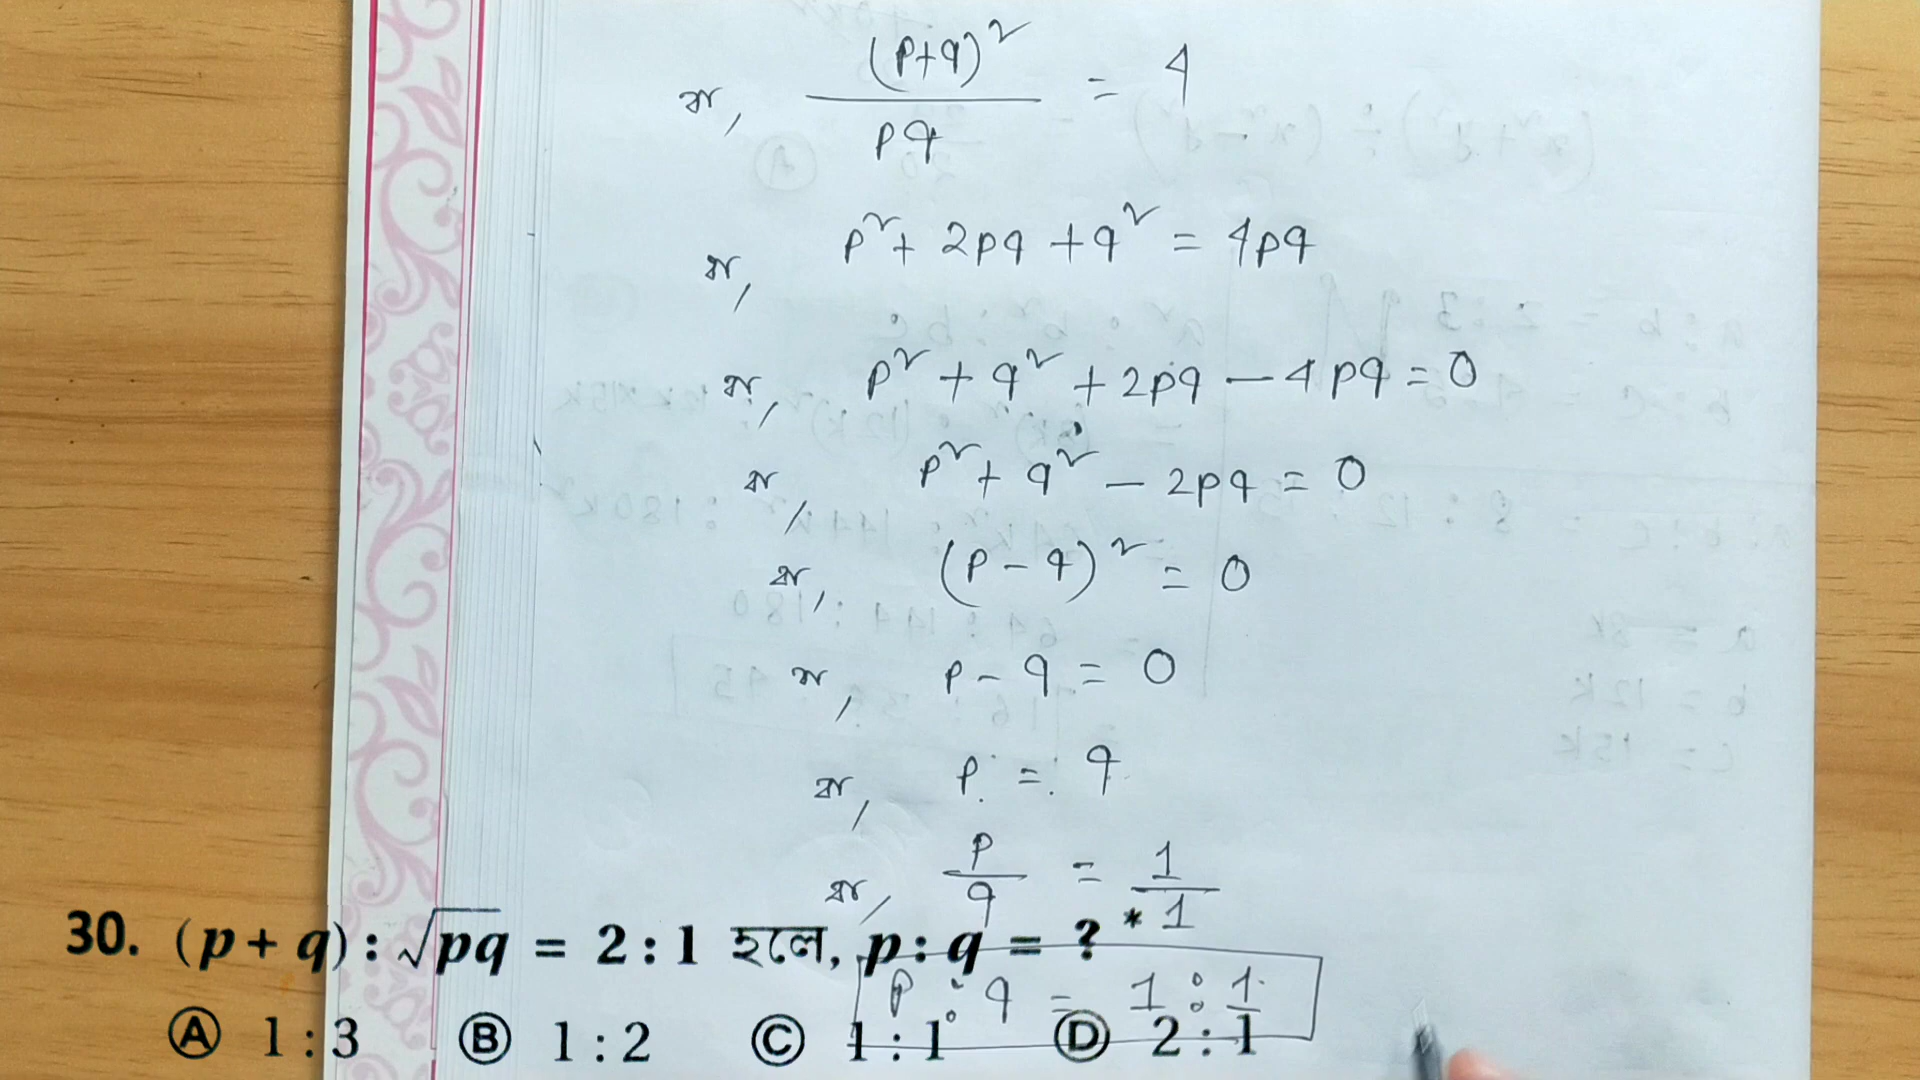 বা, (p+q)² / pq = 4
বা, p² + 2pq + q² = 4pq
বা, p² + q² + 2pq − 4pq = 0
বা, p² + q² − 2pq = 0
বা, (p − q)² = 0
বা, p − q = 0
বা, p = q
বা, p/q = 1/1
30. (p + q) : √pq = 2 : 1 হলে, p : q = ? *
p : q = 1 : 1
Ⓐ 1 : 3 Ⓑ 1 : 2 Ⓒ 1 : 1 Ⓓ 2 : 1